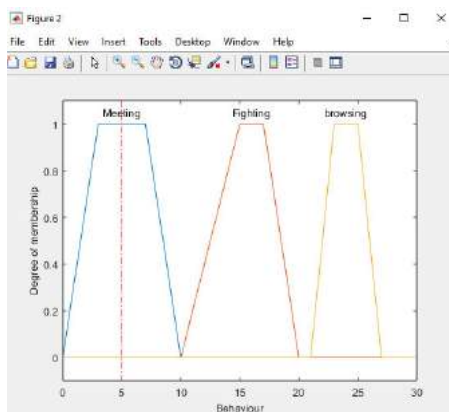 Figure 2
File Edit View Insert Tools Desktop Window Help
Meeting Fighting browsing
1
0.8
0.6
0.4
0.2
0
Degree of membership
0 5 10 15 20 25 30
Behaviour